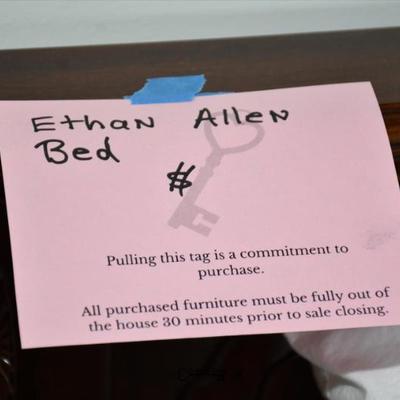 Ethan Allen
Bed
$
Pulling this tag is a commitment to
purchase.
All purchased furniture must be fully out of
the house 30 minutes prior to sale closing.